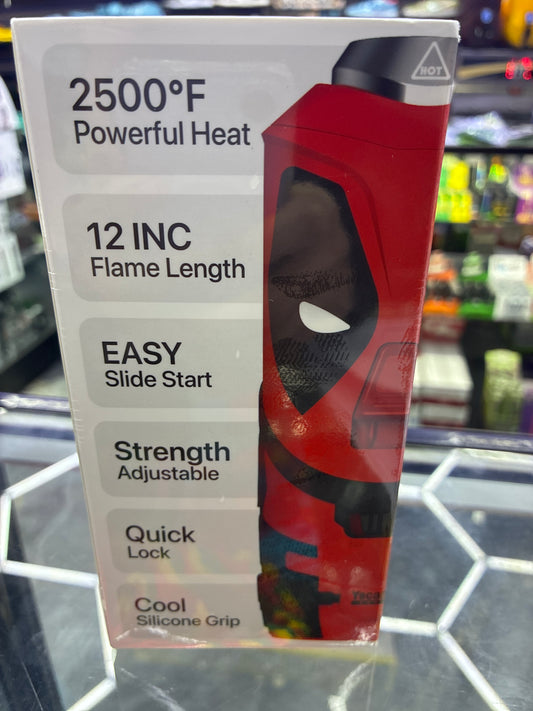 HOT
2500°F
Powerful Heat
12 INC
Flame Length
EASY
Slide Start
Strength
Adjustable
Quick
Lock
Cool
Silicone Grip